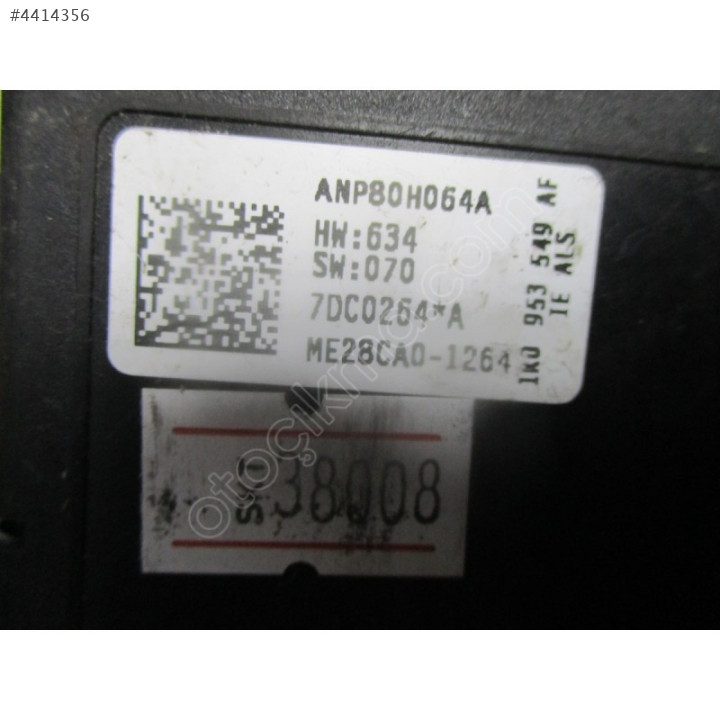 #4414356
ANP80H064A
HW:634
SW:070
7DC0264*A
ME28CA0-1264
1K0 953 549 AF
IE ALS
38008
otoçıkma.com